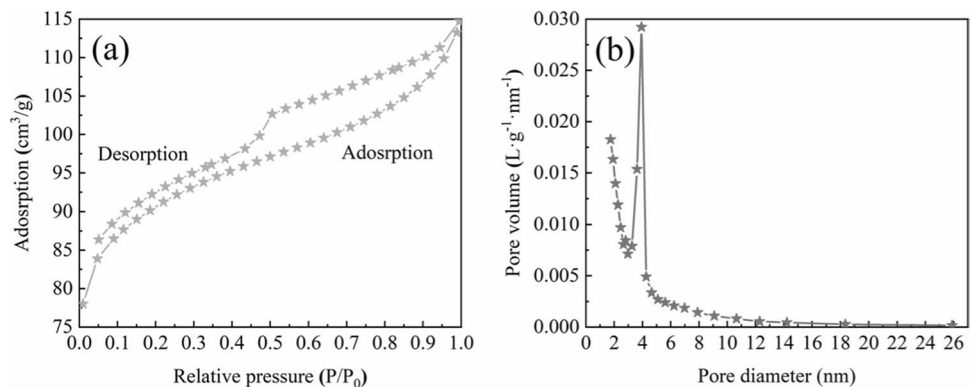 (a)
115
110
105
100
95
90
85
80
75
Adosrption (cm³/g)
Desorption
Adosrption
0.0 0.1 0.2 0.3 0.4 0.5 0.6 0.7 0.8 0.9 1.0
Relative pressure (P/P₀)
(b)
0.030
0.025
0.020
0.015
0.010
0.005
0.000
Pore volume (L·g⁻¹·nm⁻¹)
0 2 4 6 8 10 12 14 16 18 20 22 24 26
Pore diameter (nm)